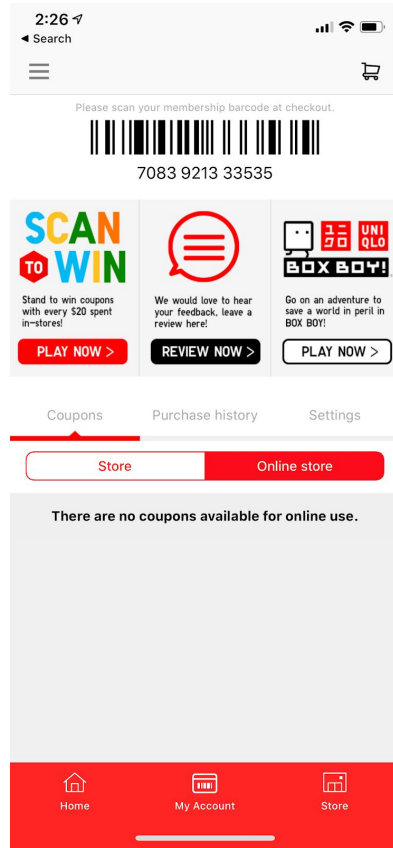 2:26
◀ Search
Please scan your membership barcode at checkout.
7083 9213 33535
SCAN
TO WIN
Stand to win coupons
with every $20 spent
in-stores!
PLAY NOW >
We would love to hear
your feedback, leave a
review here!
REVIEW NOW >
ユニ
クロ
UNI
QLO
BOX BOY!
Go on an adventure to
save a world in peril in
BOX BOY!
PLAY NOW >
Coupons
Purchase history
Settings
Store
Online store
There are no coupons available for online use.
Home
My Account
Store